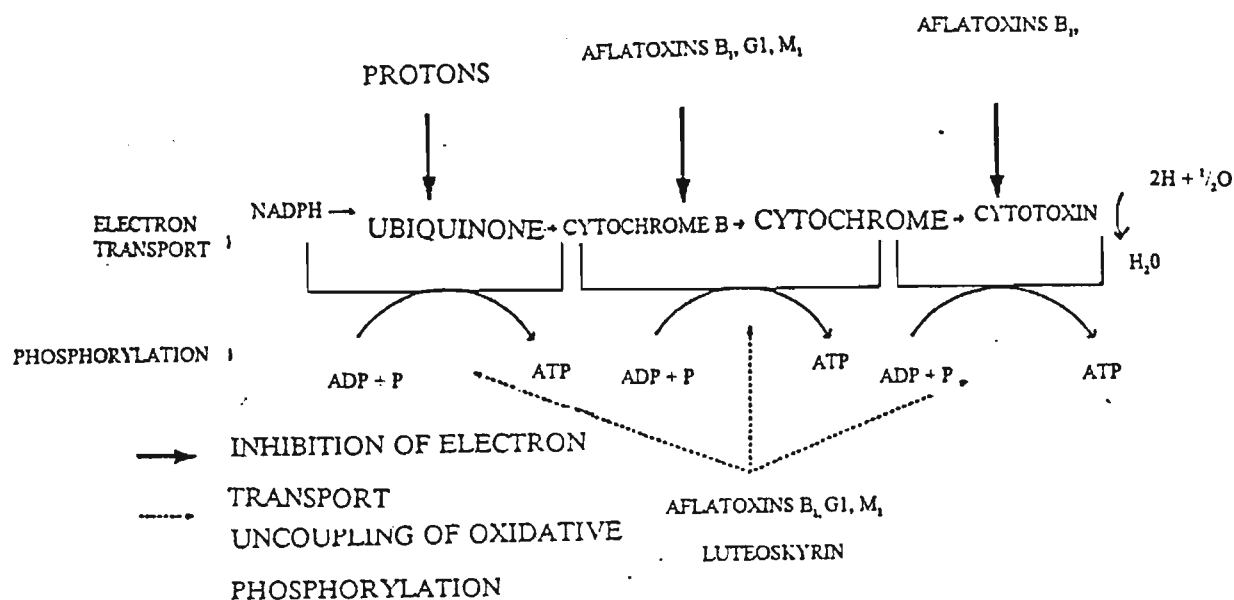 AFLATOXINS B₁,
AFLATOXINS B₁, G1, M₁
PROTONS
2H + ¹/₂O
NADPH → UBIQUINONE → CYTOCHROME B → CYTOCHROME → CYTOTOXIN
ELECTRON
TRANSPORT
H₂0
PHOSPHORYLATION
ADP + P
ATP
ADP + P
ATP
ADP + P
ATP
INHIBITION OF ELECTRON
TRANSPORT
UNCOUPLING OF OXIDATIVE
PHOSPHORYLATION
AFLATOXINS B₁, G1, M₁
LUTEOSKYRIN